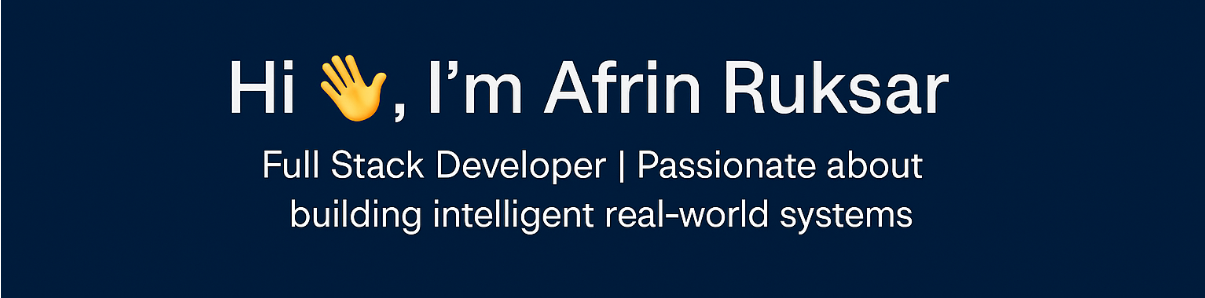 Hi 👋, I’m Afrin Ruksar
Full Stack Developer | Passionate about
building intelligent real-world systems